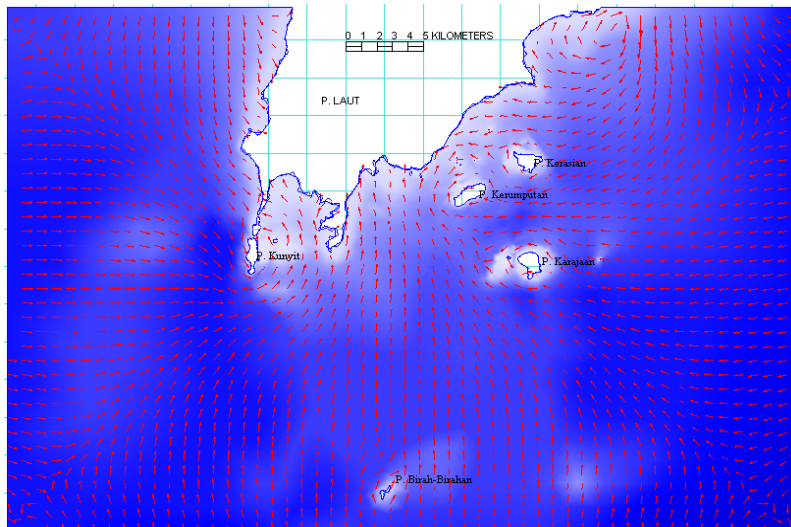 0 1 2 3 4 5 KILOMETERS
P. LAUT
P. Kerasian
P. Kerumputan
P. Kunyit
P. Karajaan
P. Birah-Birahan